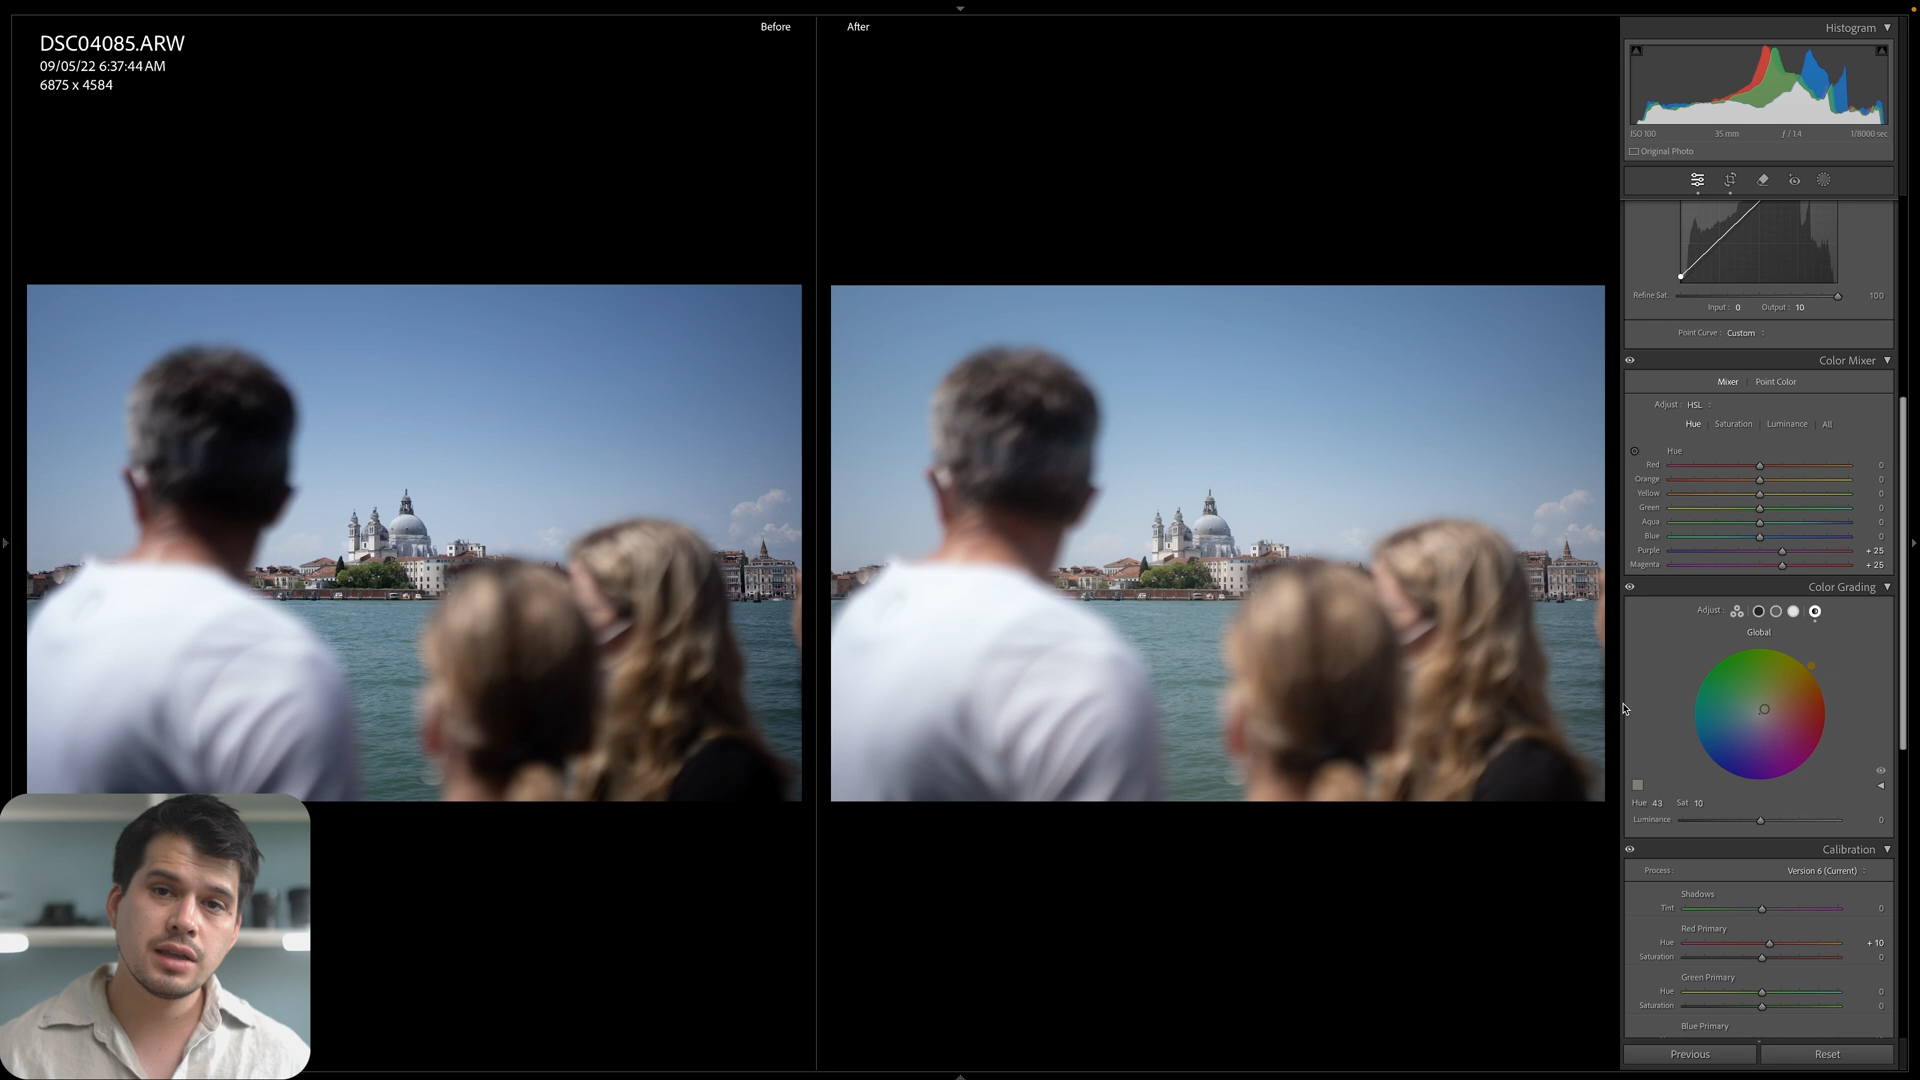 Before
After
DSC04085.ARW
09/05/22 6:37:44 AM
6875 x 4584
Histogram
ISO 100 35 mm ƒ / 1.4 1/8000 sec
Original Photo
Refine Sat. 100
Input : 0 Output : 10
Point Curve : Custom
Color Mixer
Mixer Point Color
Adjust : HSL
Hue Saturation Luminance All
Hue
Red 0
Orange 0
Yellow 0
Green 0
Aqua 0
Blue 0
Purple + 25
Magenta + 25
Color Grading
Adjust :
Global
Hue 43 Sat 10
Luminance 0
Calibration
Process : Version 6 (Current)
Shadows
Tint 0
Red Primary
Hue + 10
Saturation 0
Green Primary
Hue 0
Saturation 0
Blue Primary
Previous Reset